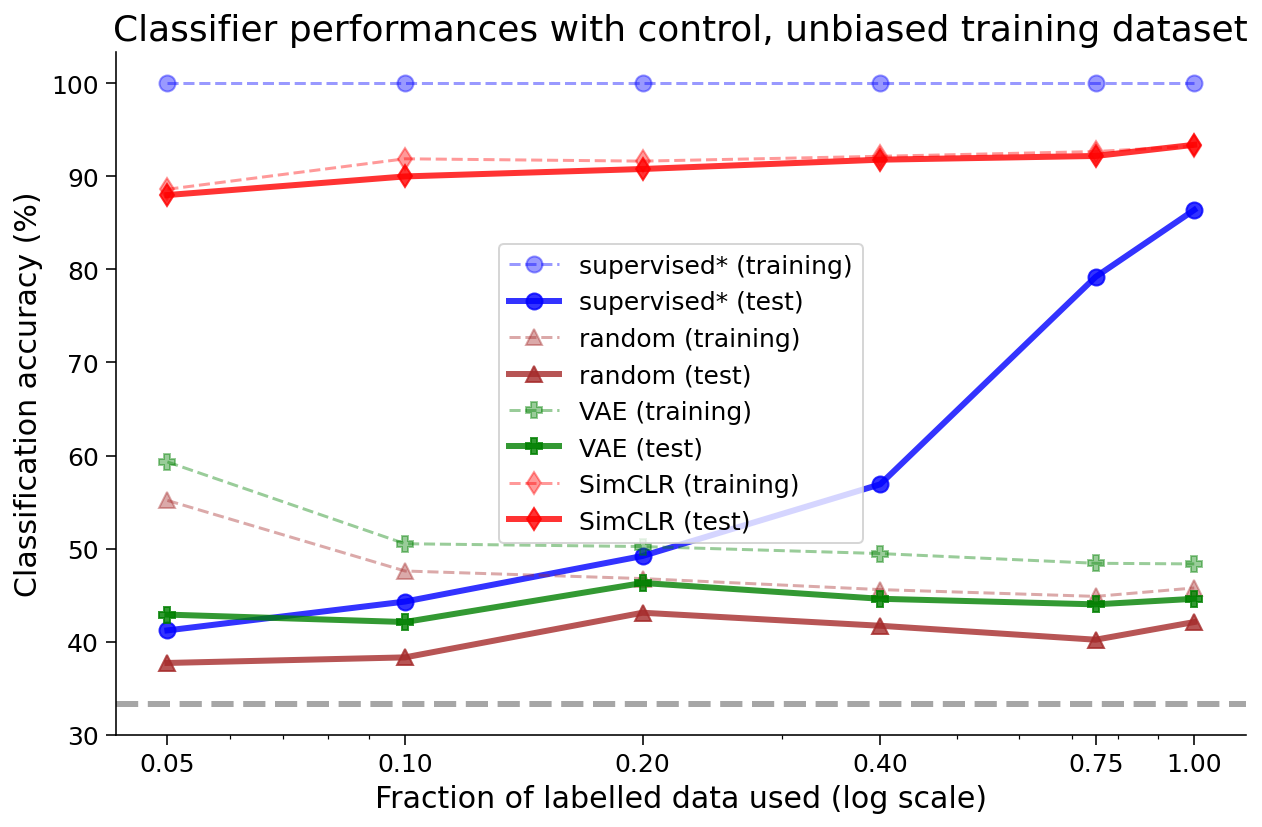 Classifier performances with control, unbiased training dataset
Classification accuracy (%)
100
90
80
70
60
50
40
30
supervised* (training)
supervised* (test)
random (training)
random (test)
VAE (training)
VAE (test)
SimCLR (training)
SimCLR (test)
0.05 0.10 0.20 0.40 0.75 1.00
Fraction of labelled data used (log scale)